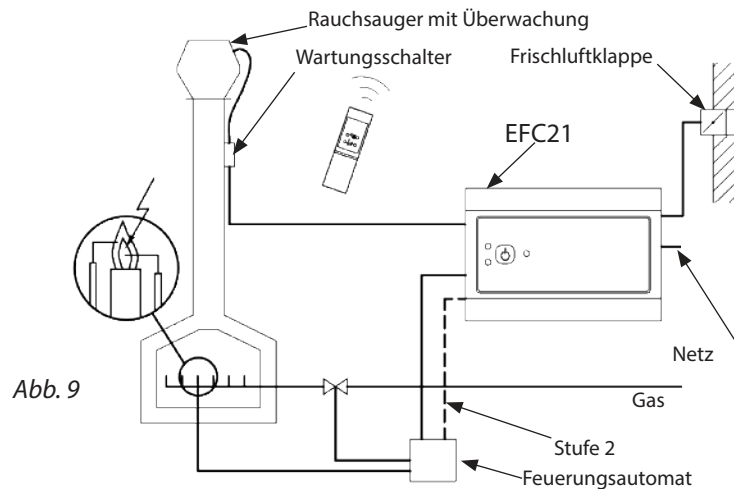 Rauchsauger mit Überwachung
Wartungsschalter
Frischluftklappe
EFC21
Netz
Abb. 9
Gas
Stufe 2
Feuerungsautomat